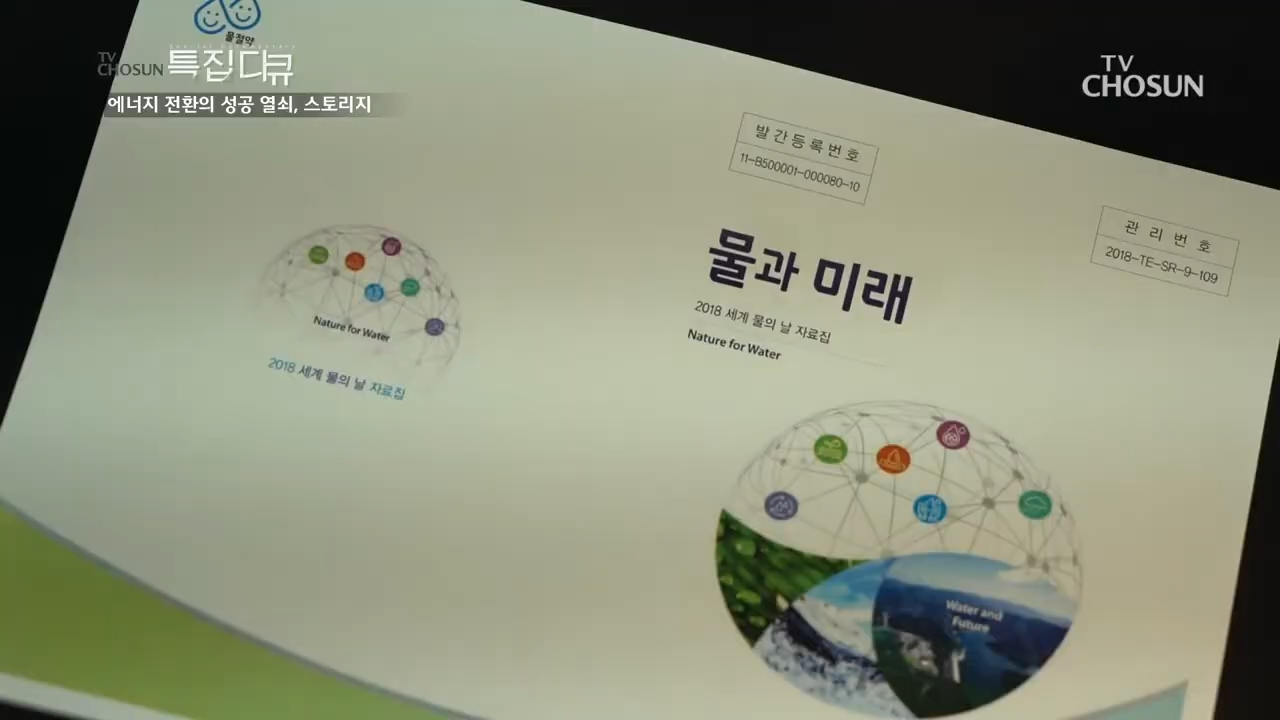 물절약
TV
CHOSUN
특집 다큐
에너지 전환의 성공 열쇠, 스토리지
TV
CHOSUN
발간등록번호
11-B500001-000080-10
관리번호
2018-TE-SR-9-109
물과 미래
2018 세계 물의 날 자료집
Nature for Water
Nature for Water
2018 세계 물의 날 자료집
Water and
Future